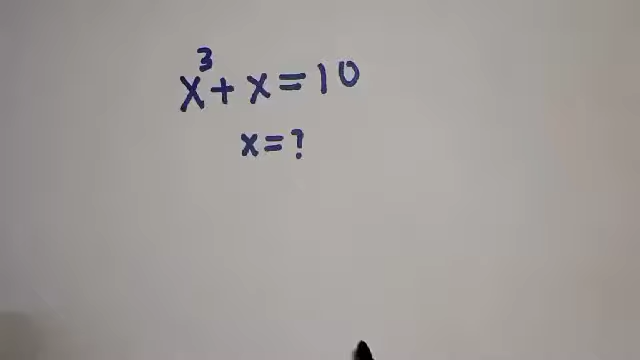 x³ + x = 10
x = ?